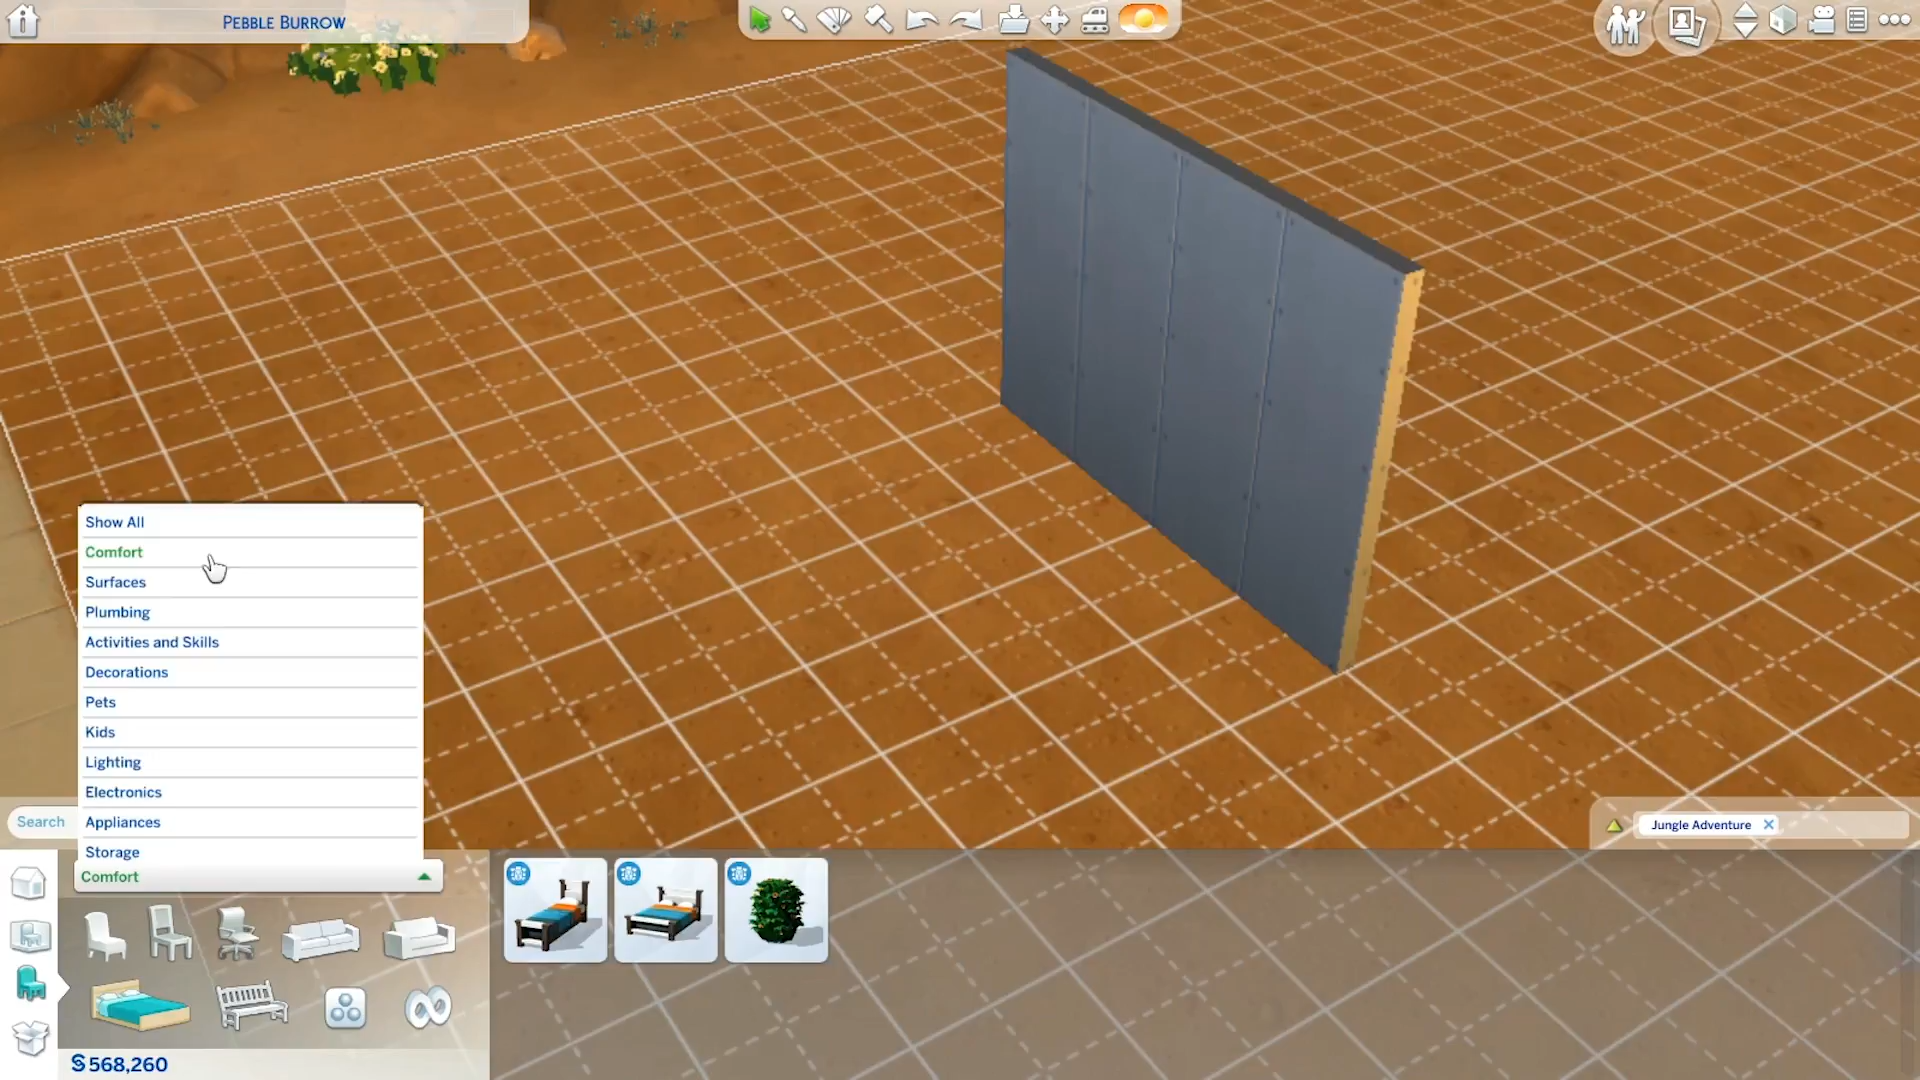 PEBBLE BURROW
Show All
Comfort
Surfaces
Plumbing
Activities and Skills
Decorations
Pets
Kids
Lighting
Electronics
Appliances
Storage
Search
Comfort
Jungle Adventure
§568,260